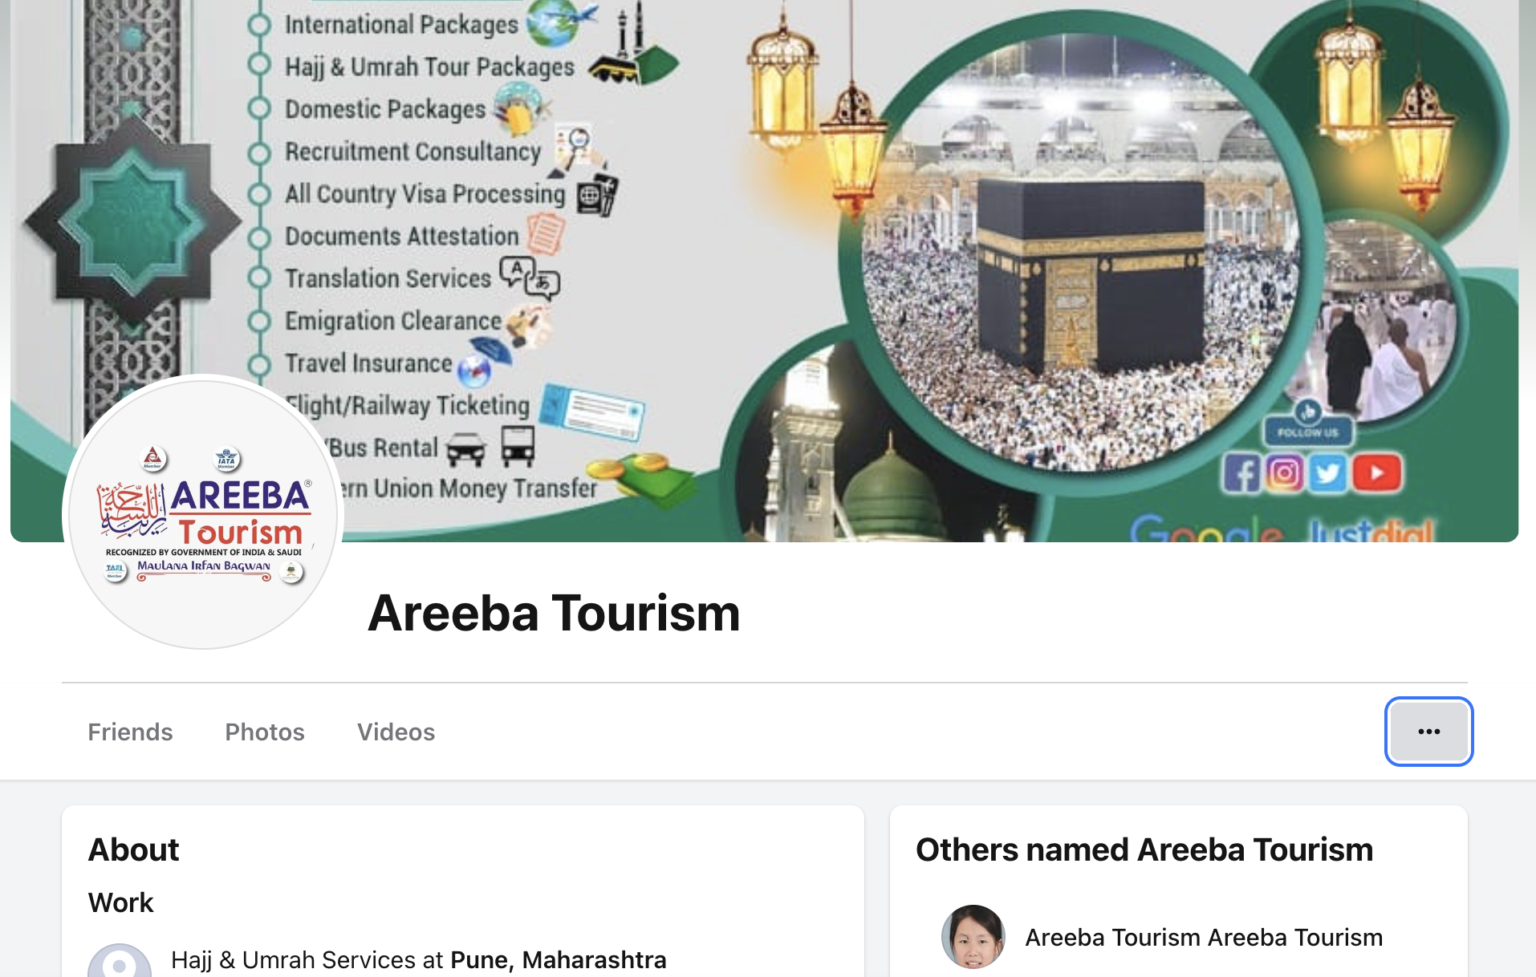 International Packages
Hajj & Umrah Tour Packages
Domestic Packages
Recruitment Consultancy
All Country Visa Processing
Documents Attestation
Translation Services
Emigration Clearance
Travel Insurance
Flight/Railway Ticketing
/Bus Rental
ern Union Money Transfer
FOLLOW US
Google Justdial
IATA
AREEBA®
Tourism
RECOGNIZED BY GOVERNMENT OF INDIA & SAUDI
MAULANA IRFAN BAGWAN
Areeba Tourism
Friends Photos Videos
About
Work
Hajj & Umrah Services at Pune, Maharashtra
Others named Areeba Tourism
Areeba Tourism Areeba Tourism